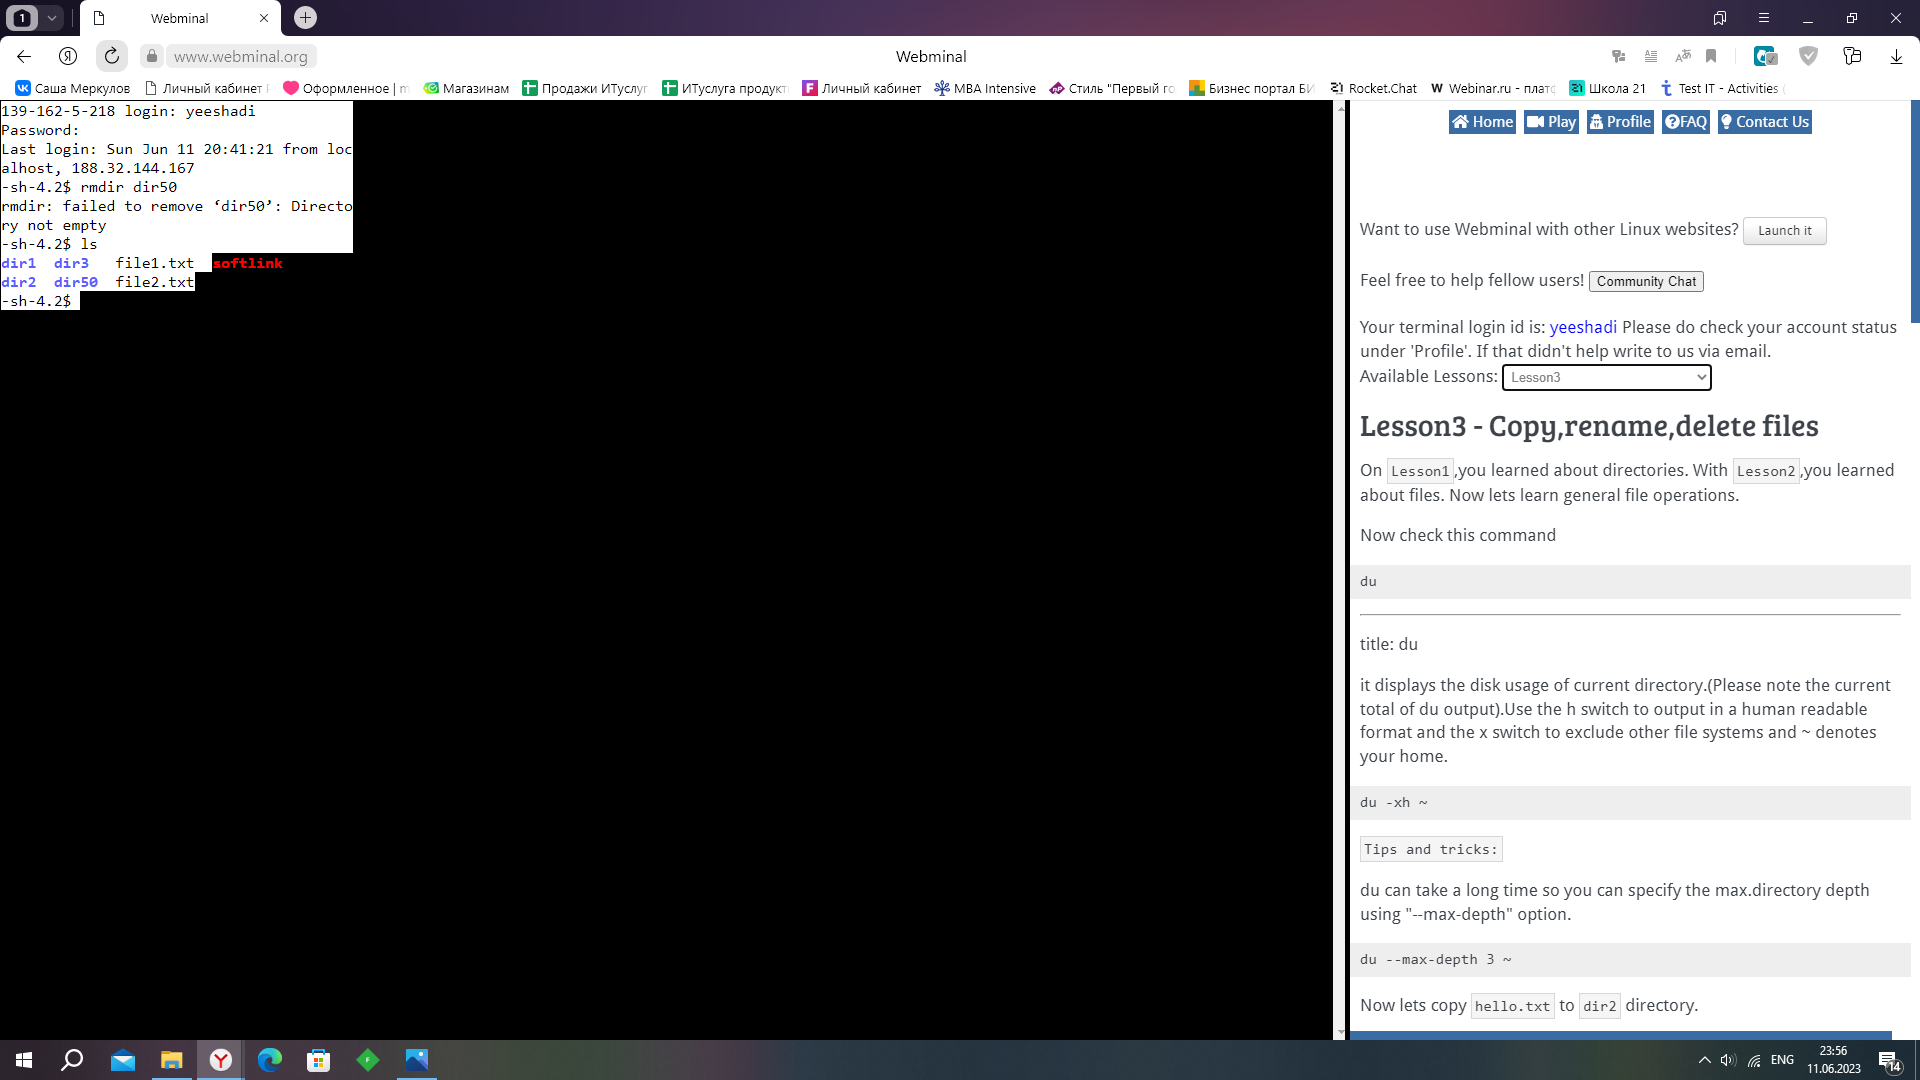 1
Webminal
www.webminal.org
Webminal
Саша Меркулов
Личный кабинет
Оформленное | m
Магазинам
Продажи ИТуслуг
ИТуслуга продукт
Личный кабинет
MBA Intensive
Стиль "Первый го
Бизнес портал БИ
Rocket.Chat
Webinar.ru - платф
Школа 21
Test IT - Activities
139-162-5-218 login: yeeshadi
Password:
Last login: Sun Jun 11 20:41:21 from loc
alhost, 188.32.144.167
-sh-4.2$ rmdir dir50
rmdir: failed to remove ‘dir50’: Directo
ry not empty
-sh-4.2$ ls
dir1 dir3 file1.txt softlink
dir2 dir50 file2.txt
-sh-4.2$
Home Play Profile FAQ Contact Us
Want to use Webminal with other Linux websites? Launch it
Feel free to help fellow users! Community Chat
Your terminal login id is: yeeshadi Please do check your account status
under 'Profile'. If that didn't help write to us via email.
Available Lessons: Lesson3
Lesson3 - Copy,rename,delete files
On Lesson1,you learned about directories. With Lesson2,you learned
about files. Now lets learn general file operations.
Now check this command
du
title: du
it displays the disk usage of current directory.(Please note the current
total of du output).Use the h switch to output in a human readable
format and the x switch to exclude other file systems and ~ denotes
your home.
du -xh ~
Tips and tricks:
du can take a long time so you can specify the max.directory depth
using "--max-depth" option.
du --max-depth 3 ~
Now lets copy hello.txt to dir2 directory.
ENG
23:56
11.06.2023
14